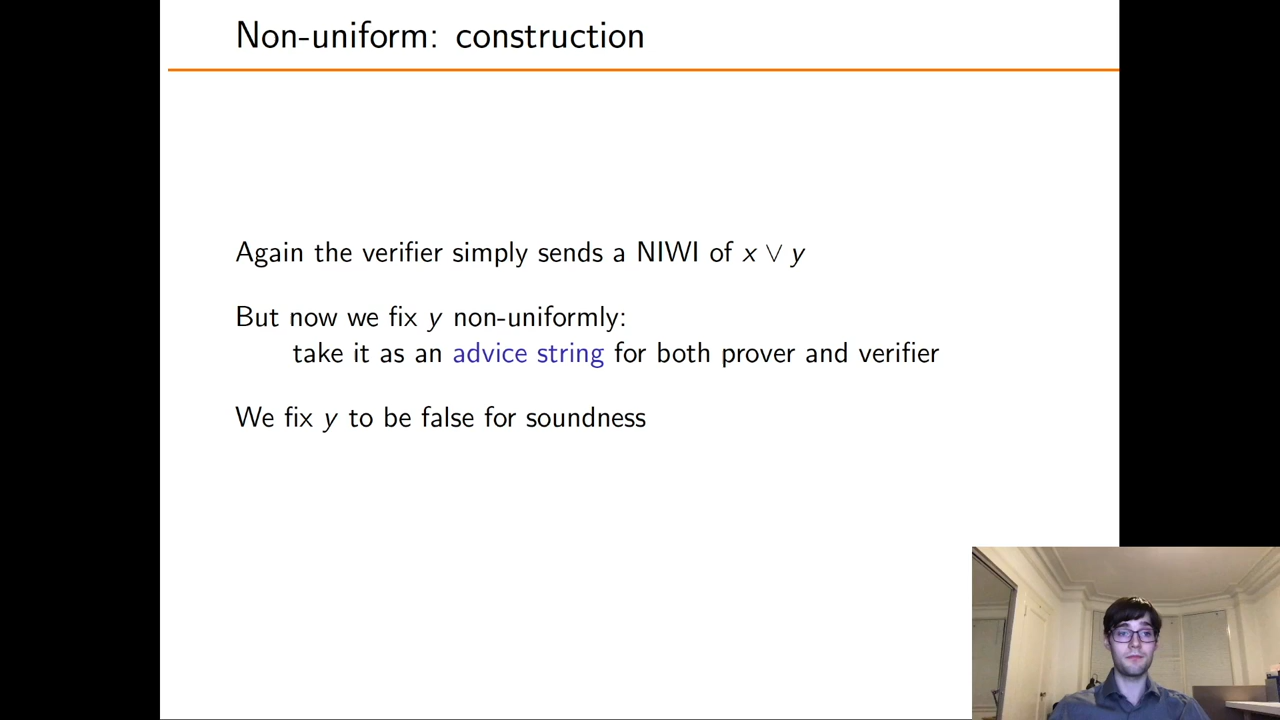 Non-uniform: construction
Again the verifier simply sends a NIWI of x ∨ y
But now we fix y non-uniformly:
take it as an advice string for both prover and verifier
We fix y to be false for soundness